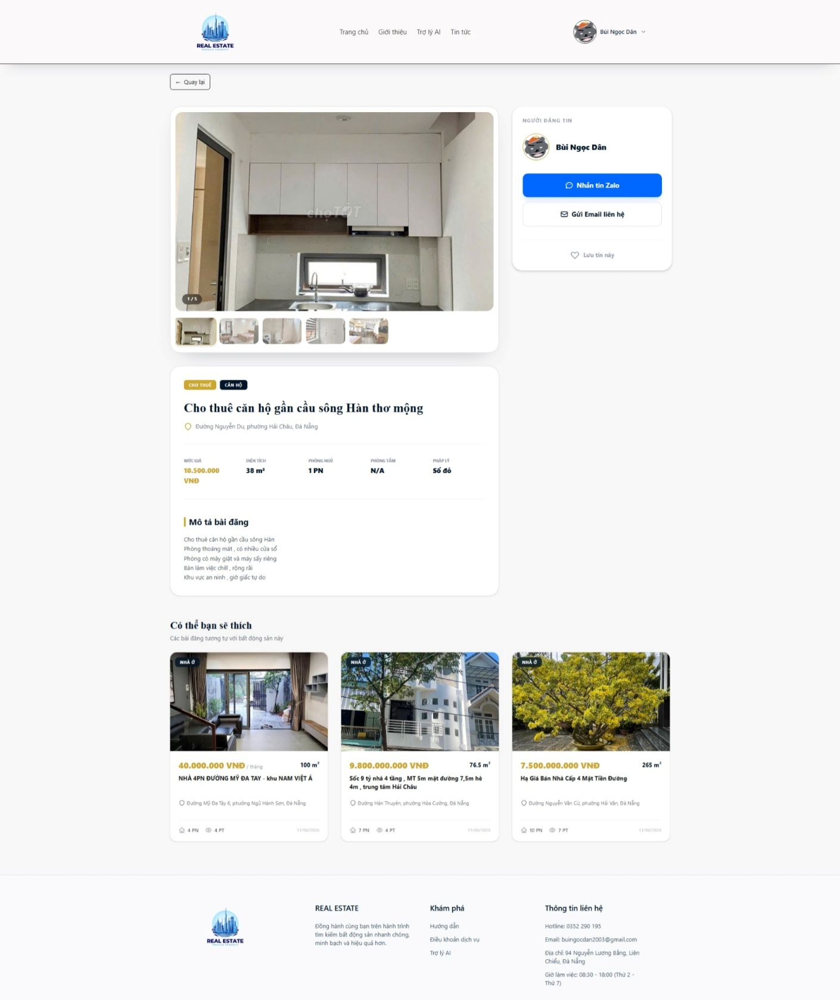 REAL ESTATE
Trang chủ
Giới thiệu
Trợ lý AI
Tin tức
Bùi Ngọc Dân
← Quay lại
chợTỐT
1 / 5
NGƯỜI ĐĂNG TIN
Bùi Ngọc Dân
Nhắn tin Zalo
Gửi Email liên hệ
Lưu tin này
CHO THUÊ
CĂN HỘ
Cho thuê căn hộ gần cầu sông Hàn thơ mộng
Đường Nguyễn Du, phường Hải Châu, Đà Nẵng
MỨC GIÁ
10.500.000
VNĐ
DIỆN TÍCH
38 m²
PHÒNG NGỦ
1 PN
PHÒNG TẮM
N/A
PHÁP LÝ
Sổ đỏ
Mô tả bài đăng
Cho thuê căn hộ gần cầu sông Hàn
Phòng thoáng mát , có nhiều cửa sổ
Phòng có máy giặt và máy sấy riêng
Bàn làm việc chill , rộng rãi
Khu vực an ninh , giờ giấc tự do
Có thể bạn sẽ thích
Các bài đăng tương tự với bất động sản này
NHÀ Ở
40.000.000 VNĐ / tháng
100 m²
NHÀ 4PN ĐƯỜNG MỸ ĐA TAY - khu NAM VIỆT Á
Đường Mỹ Đa Tây 6, phường Ngũ Hành Sơn, Đà Nẵng
4 PN
4 PT
11/06/2026
NHÀ Ở
9.800.000.000 VNĐ
76.5 m²
Sốc 9 tỷ nhà 4 tầng , MT 5m mặt đường 7,5m hè
4m , trung tâm Hải Châu
Đường Hàn Thuyên, phường Hòa Cường, Đà Nẵng
7 PN
4 PT
11/06/2026
NHÀ Ở
7.500.000.000 VNĐ
265 m²
Hạ Giá Bán Nhà Cấp 4 Mặt Tiền Đường
Đường Nguyễn Văn Cừ, phường Hải Vân, Đà Nẵng
10 PN
7 PT
11/06/2026
REAL ESTATE
REAL ESTATE
Đồng hành cùng bạn trên hành trình
tìm kiếm bất động sản nhanh chóng,
minh bạch và hiệu quả hơn.
Khám phá
Hướng dẫn
Điều khoản dịch vụ
Trợ lý AI
Thông tin liên hệ
Hotline: 0352 290 195
Email: buingocdan2003@gmail.com
Địa chỉ: 94 Nguyễn Lương Bằng, Liên
Chiểu, Đà Nẵng
Giờ làm việc: 08:30 - 18:00 (Thứ 2 -
Thứ 7)